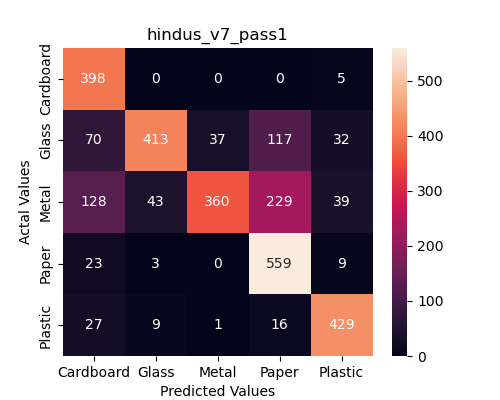 hindus_v7_pass1
Actal Values
Cardboard 398 0 0 0 5
Glass 70 413 37 117 32
Metal 128 43 360 229 39
Paper 23 3 0 559 9
Plastic 27 9 1 16 429
Cardboard Glass Metal Paper Plastic
Predicted Values
500
400
300
200
100
0